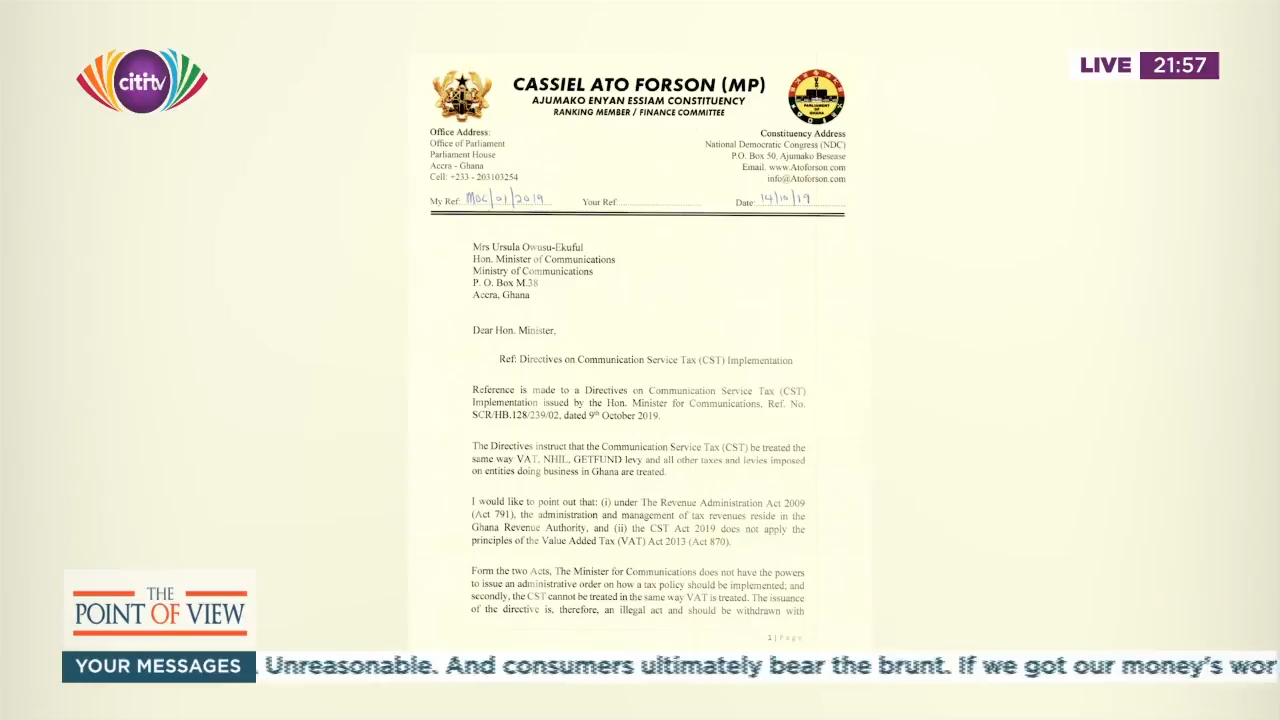 citi tv
LIVE 21:57
CASSIEL ATO FORSON (MP)
AJUMAKO ENYAN ESSIAM CONSTITUENCY
RANKING MEMBER / FINANCE COMMITTEE
PARLIAMENT OF GHANA
Office Address:
Office of Parliament
Parliament House
Accra - Ghana
Cell: +233 - 203103254
Constituency Address
National Democratic Congress (NDC)
P.O. Box 50, Ajumako Besease
Email. www.Atoforson.com
info@Atoforson.com
My Ref: MOC/01/2019 Your Ref: Date: 14/10/19
Mrs Ursula Owusu-Ekuful
Hon. Minister of Communications
Ministry of Communications
P. O. Box M.38
Accra, Ghana
Dear Hon. Minister,
Ref: Directives on Communication Service Tax (CST) Implementation
Reference is made to a Directives on Communication Service Tax (CST)
Implementation issued by the Hon. Minister for Communications, Ref. No.
SCR/HB.128/239/02, dated 9th October 2019.
The Directives instruct that the Communication Service Tax (CST) be treated the
same way VAT, NHIL, GETFUND levy and all other taxes and levies imposed
on entities doing business in Ghana are treated.
I would like to point out that: (i) under The Revenue Administration Act 2009
(Act 791), the administration and management of tax revenues reside in the
Ghana Revenue Authority, and (ii) the CST Act 2019 does not apply the
principles of the Value Added Tax (VAT) Act 2013 (Act 870).
Form the two Acts, The Minister for Communications does not have the powers
to issue an administrative order on how a tax policy should be implemented; and
secondly, the CST cannot be treated in the same way VAT is treated. The issuance
of the directive is, therefore, an illegal act and should be withdrawn with
1 | Page
THE
POINT OF VIEW
YOUR MESSAGES . Unreasonable. And consumers ultimately bear the brunt. If we got our money's wor